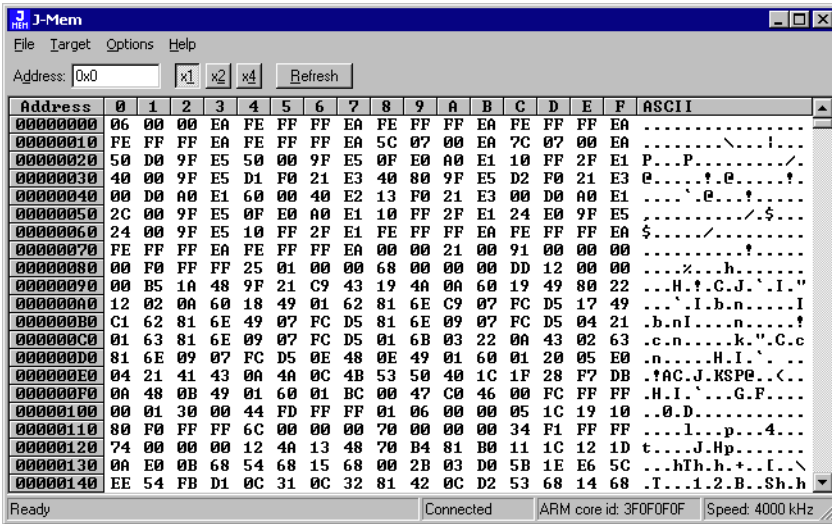 J-Mem
File Target Options Help
Address: 0x0 x1 x2 x4 Refresh
Address 0 1 2 3 4 5 6 7 8 9 A B C D E F ASCII
00000000 06 00 00 EA FE FF FF EA FE FF FF EA FE FF FF EA ................
00000010 FE FF FF EA FE FF FF EA 5C 07 00 EA 7C 07 00 EA ........\...|...
00000020 50 D0 9F E5 50 00 9F E5 0F E0 A0 E1 10 FF 2F E1 P...P........./.
00000030 40 00 9F E5 D1 F0 21 E3 40 80 9F E5 D2 F0 21 E3 @.....!.@.....!.
00000040 00 D0 A0 E1 60 00 40 E2 13 F0 21 E3 00 D0 A0 E1 ....`.@...!.....
00000050 2C 00 9F E5 0F E0 A0 E1 10 FF 2F E1 24 E0 9F E5 ,........./.$...
00000060 24 00 9F E5 10 FF 2F E1 FE FF FF EA FE FF FF EA $...../.........
00000070 FE FF FF EA FE FF FF EA 00 00 21 00 91 00 00 00 ..........!.....
00000080 00 F0 FF FF 25 01 00 00 68 00 00 00 DD 12 00 00 ....%...h.......
00000090 00 B5 1A 48 9F 21 C9 43 19 4A 0A 60 19 49 80 22 ...H.!.C.J.`.I."
000000A0 12 02 0A 60 18 49 01 62 81 6E C9 07 FC D5 17 49 ...`.I.b.n.....I
000000B0 C1 62 81 6E 49 07 FC D5 81 6E 09 07 FC D5 04 21 .b.nI....n.....!
000000C0 01 63 81 6E 09 07 FC D5 01 6B 03 22 0A 43 02 63 .c.n.....k.".C.c
000000D0 81 6E 09 07 FC D5 0E 48 0E 49 01 60 01 20 05 E0 .n.....H.I.`. ..
000000E0 04 21 41 43 0A 4A 0C 4B 53 50 40 1C 1F 28 F7 DB .!AC.J.KSP@..(..
000000F0 0A 48 0B 49 01 60 01 BC 00 47 C0 46 00 FC FF FF .H.I.`...G.F....
00000100 00 01 30 00 44 FD FF FF 01 06 00 00 05 1C 19 10 ..0.D...........
00000110 80 F0 FF FF 6C 00 00 00 70 00 00 00 34 F1 FF FF ....l...p...4...
00000120 74 00 00 00 12 4A 13 48 70 B4 81 B0 11 1C 12 1D t....J.Hp.......
00000130 0A E0 0B 68 54 68 15 68 00 2B 03 D0 5B 1E E6 5C ...hTh.h.+..[..\
00000140 EE 54 FB D1 0C 31 0C 32 81 42 0C D2 53 68 14 68 .T...1.2.B..Sh.h
Ready Connected ARM core id: 3F0F0F0F Speed: 4000 kHz